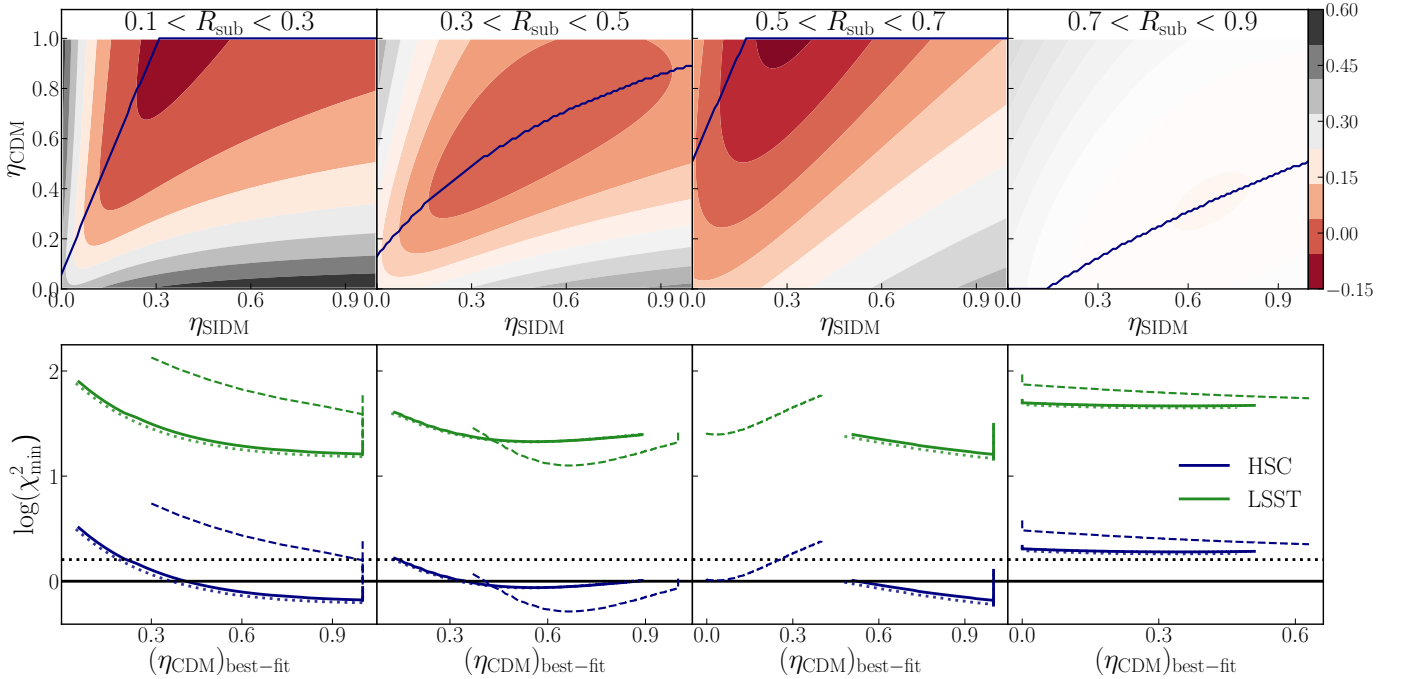 0.1 < R_sub < 0.3
0.3 < R_sub < 0.5
0.5 < R_sub < 0.7
0.7 < R_sub < 0.9
η_CDM
1.0
0.8
0.6
0.4
0.2
0.0
0.60
0.45
0.30
0.15
0.00
−0.15
0.0 0.3 0.6 0.9
0.0 0.3 0.6 0.9
0.0 0.3 0.6 0.9
0.0 0.3 0.6 0.9
η_SIDM
η_SIDM
η_SIDM
η_SIDM
log(χ²_min)
2
1
0
HSC
LSST
0.3 0.6 0.9
0.3 0.6 0.9
0.0 0.3 0.6 0.9
0.0 0.3 0.6
(η_CDM)_best−fit
(η_CDM)_best−fit
(η_CDM)_best−fit
(η_CDM)_best−fit